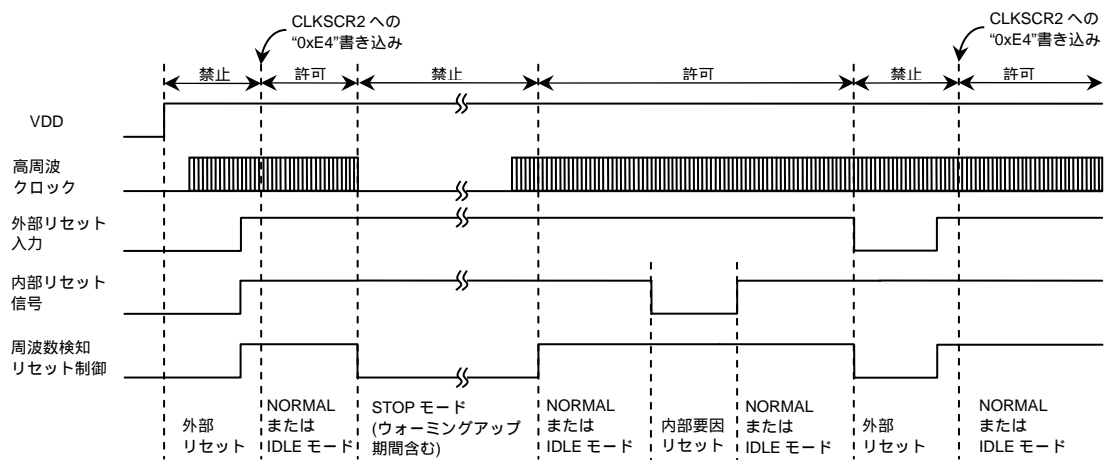 CLKSCR2 への
“0xE4”書き込み
CLKSCR2 への
“0xE4”書き込み
禁止
許可
禁止
許可
禁止
許可
VDD
高周波
クロック
外部リセット
入力
内部リセット
信号
周波数検知
リセット制御
外部
リセット
NORMAL
または
IDLE モード
STOP モード
(ウォーミングアップ
期間含む)
NORMAL
または
IDLE モード
内部要因
リセット
NORMAL
または
IDLE モード
外部
リセット
NORMAL
または
IDLE モード